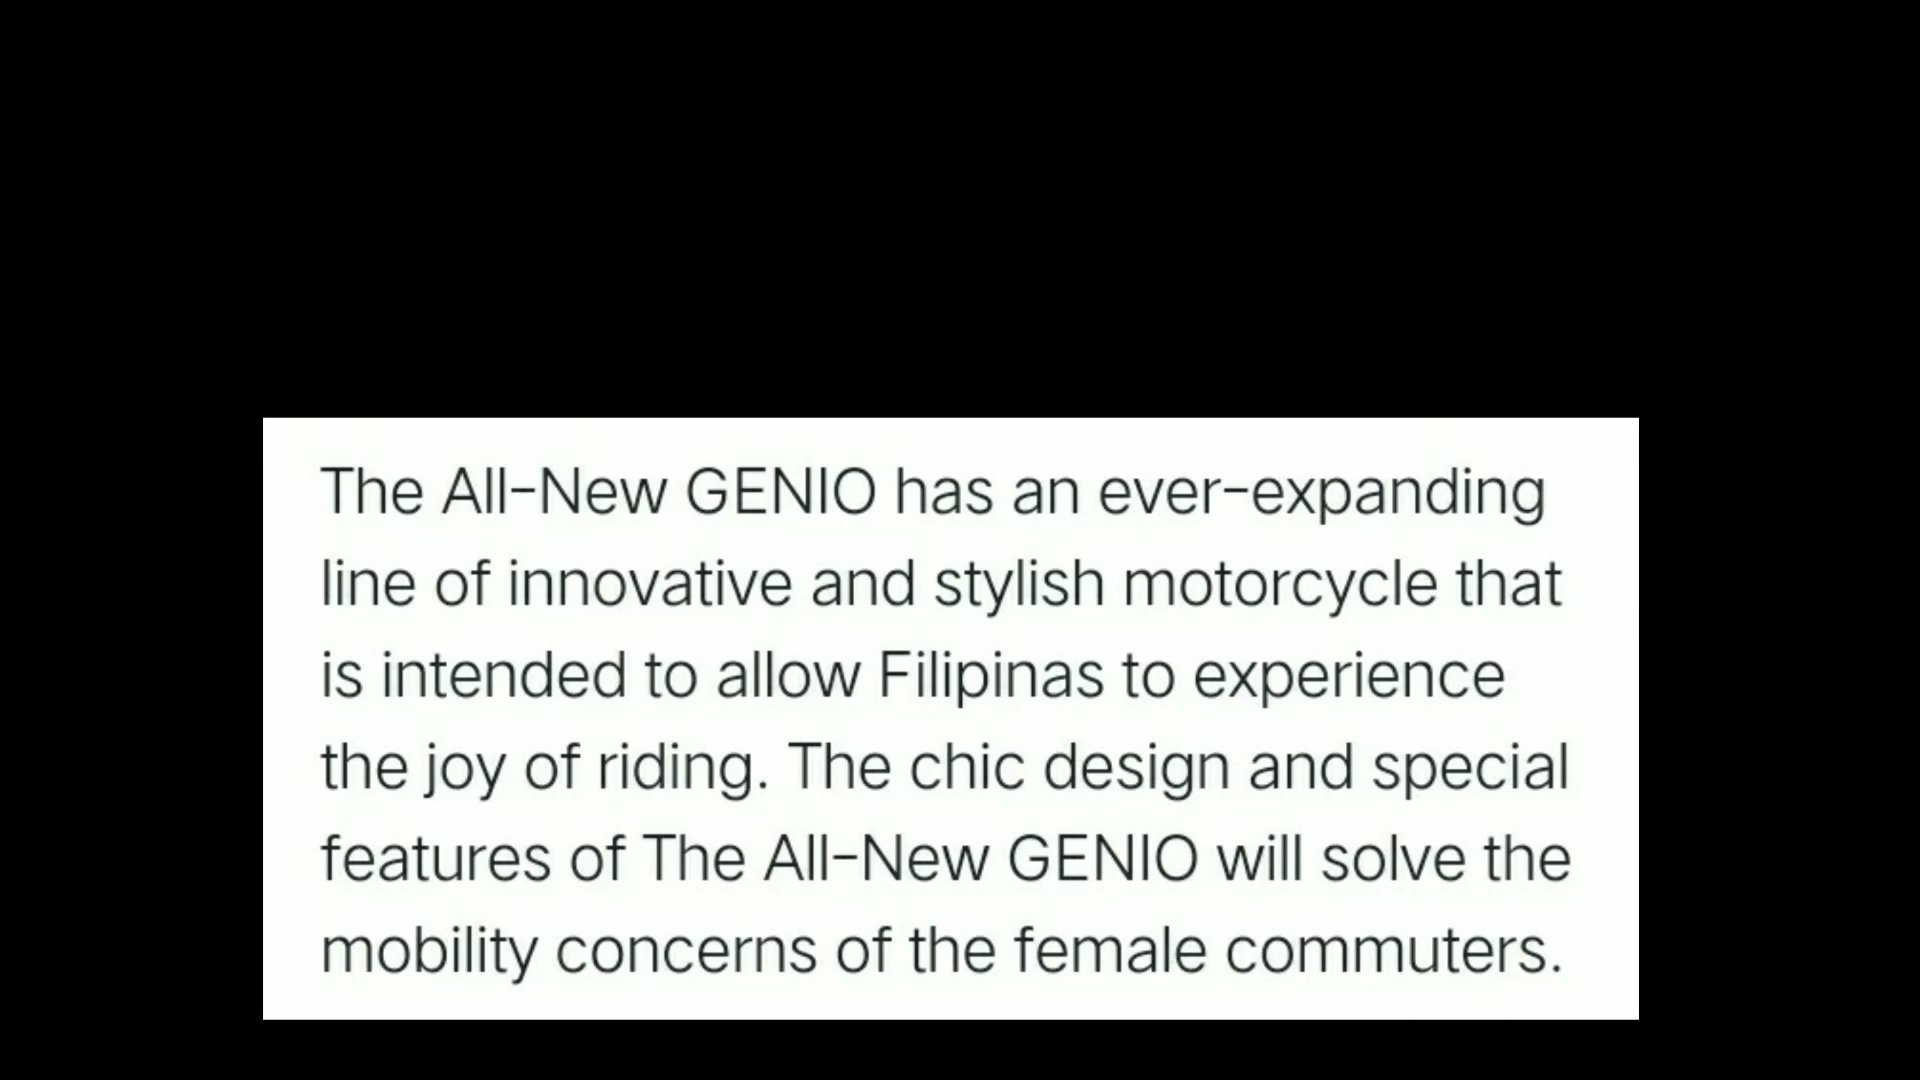 The All-New GENIO has an ever-expanding
line of innovative and stylish motorcycle that
is intended to allow Filipinas to experience
the joy of riding. The chic design and special
features of The All-New GENIO will solve the
mobility concerns of the female commuters.